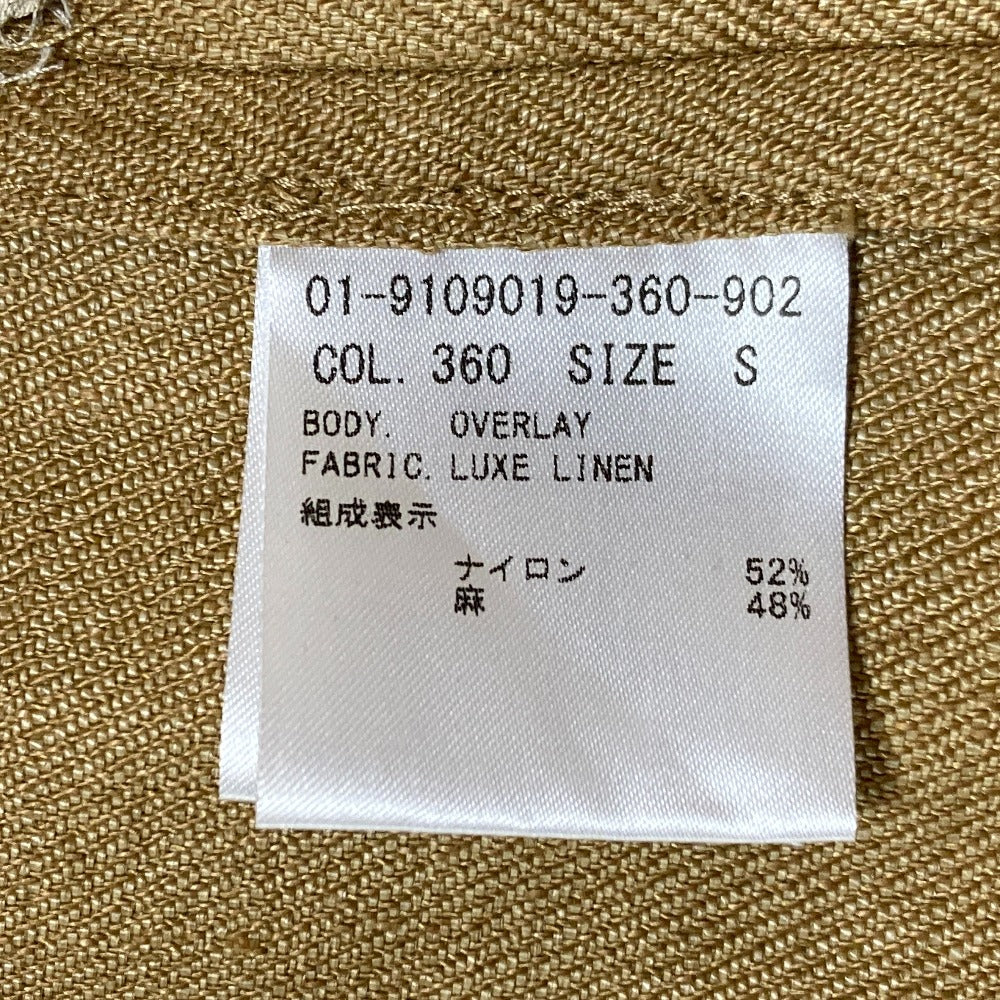 01-9109019-360-902
COL. 360 SIZE S
BODY. OVERLAY
FABRIC. LUXE LINEN
組成表示
ナイロン 52%
麻 48%